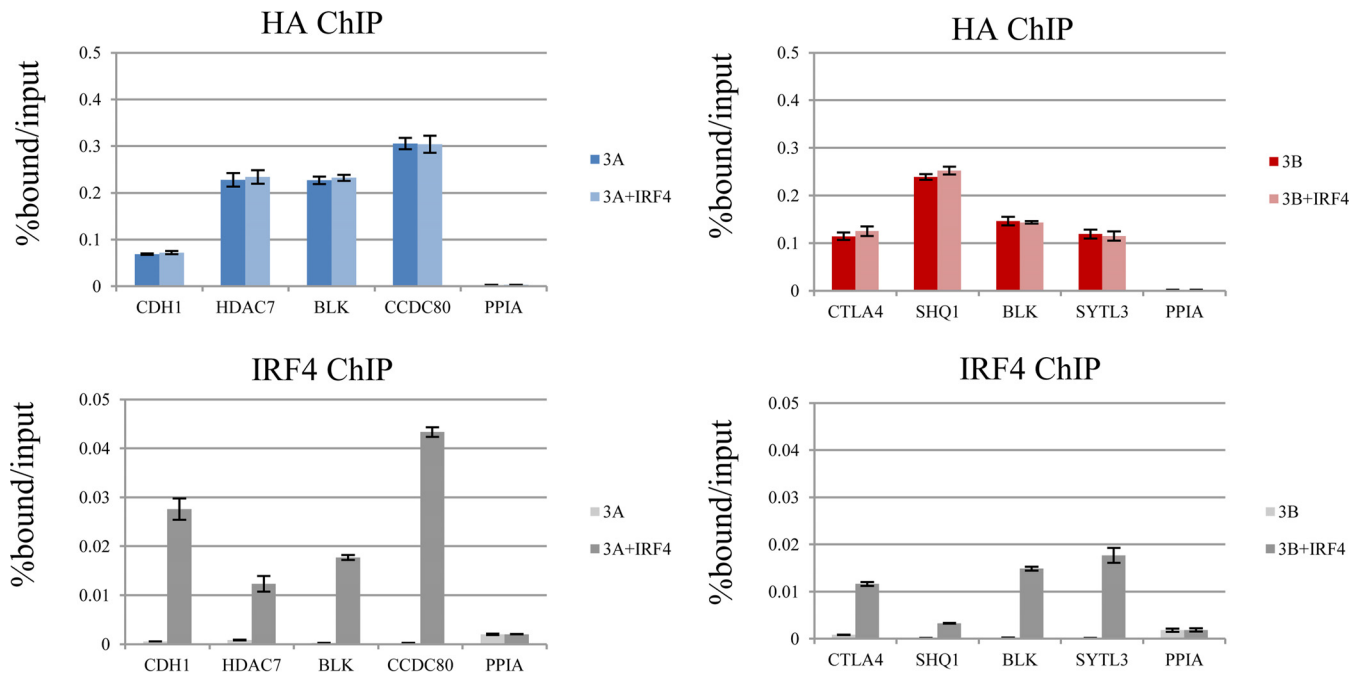 HA ChIP
%bound/input
0.5
0.4
0.3
0.2
0.1
0
CDH1 HDAC7 BLK CCDC80 PPIA
3A
3A+IRF4
HA ChIP
%bound/input
0.5
0.4
0.3
0.2
0.1
0
CTLA4 SHQ1 BLK SYTL3 PPIA
3B
3B+IRF4
IRF4 ChIP
%bound/input
0.05
0.04
0.03
0.02
0.01
0
CDH1 HDAC7 BLK CCDC80 PPIA
3A
3A+IRF4
IRF4 ChIP
%bound/input
0.05
0.04
0.03
0.02
0.01
0
CTLA4 SHQ1 BLK SYTL3 PPIA
3B
3B+IRF4